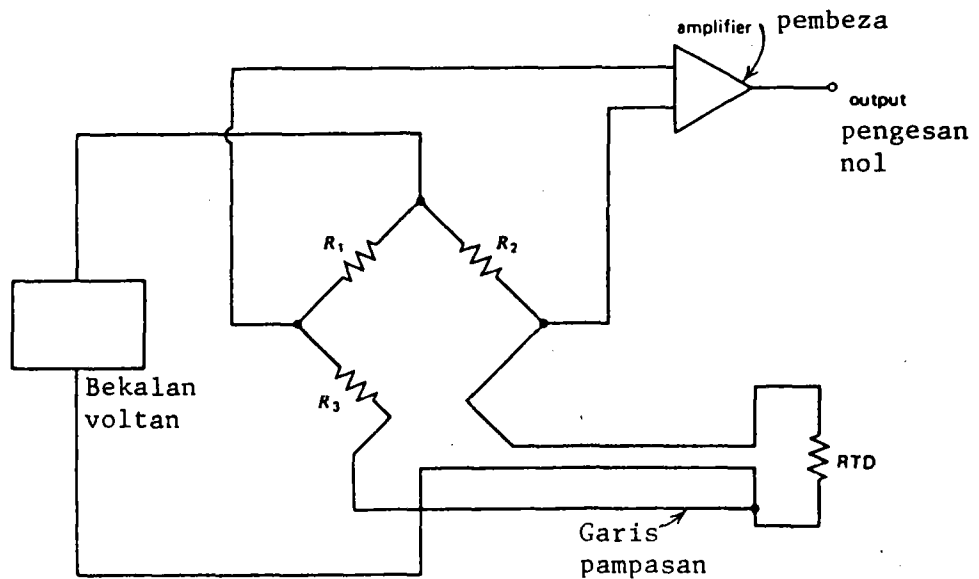 amplifier pembeza
output
pengesan
nol
R₁
R₂
Bekalan
voltan
R₃
RTD
Garis
pampasan